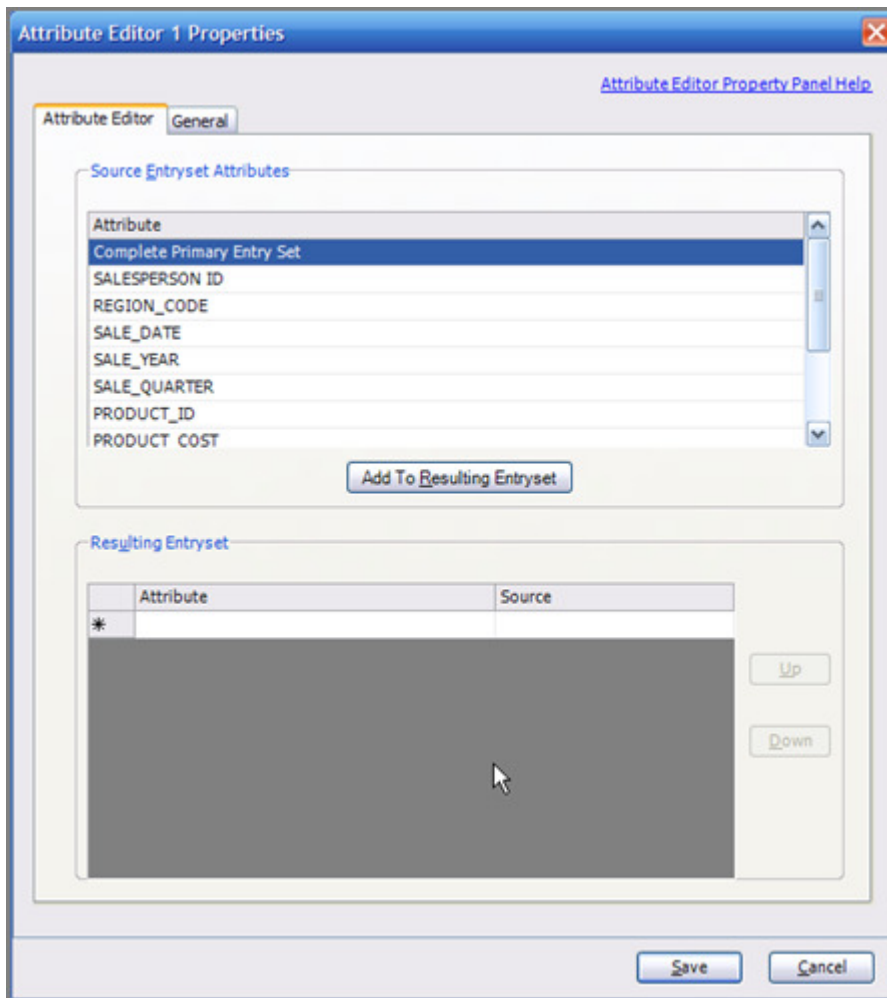 Attribute Editor 1 Properties
Attribute Editor Property Panel Help
Attribute Editor General
Source Entryset Attributes
Attribute
Complete Primary Entry Set
SALESPERSON ID
REGION_CODE
SALE_DATE
SALE_YEAR
SALE_QUARTER
PRODUCT_ID
PRODUCT COST
Add To Resulting Entryset
Resulting Entryset
Attribute Source
*
Up
Down
Save Cancel